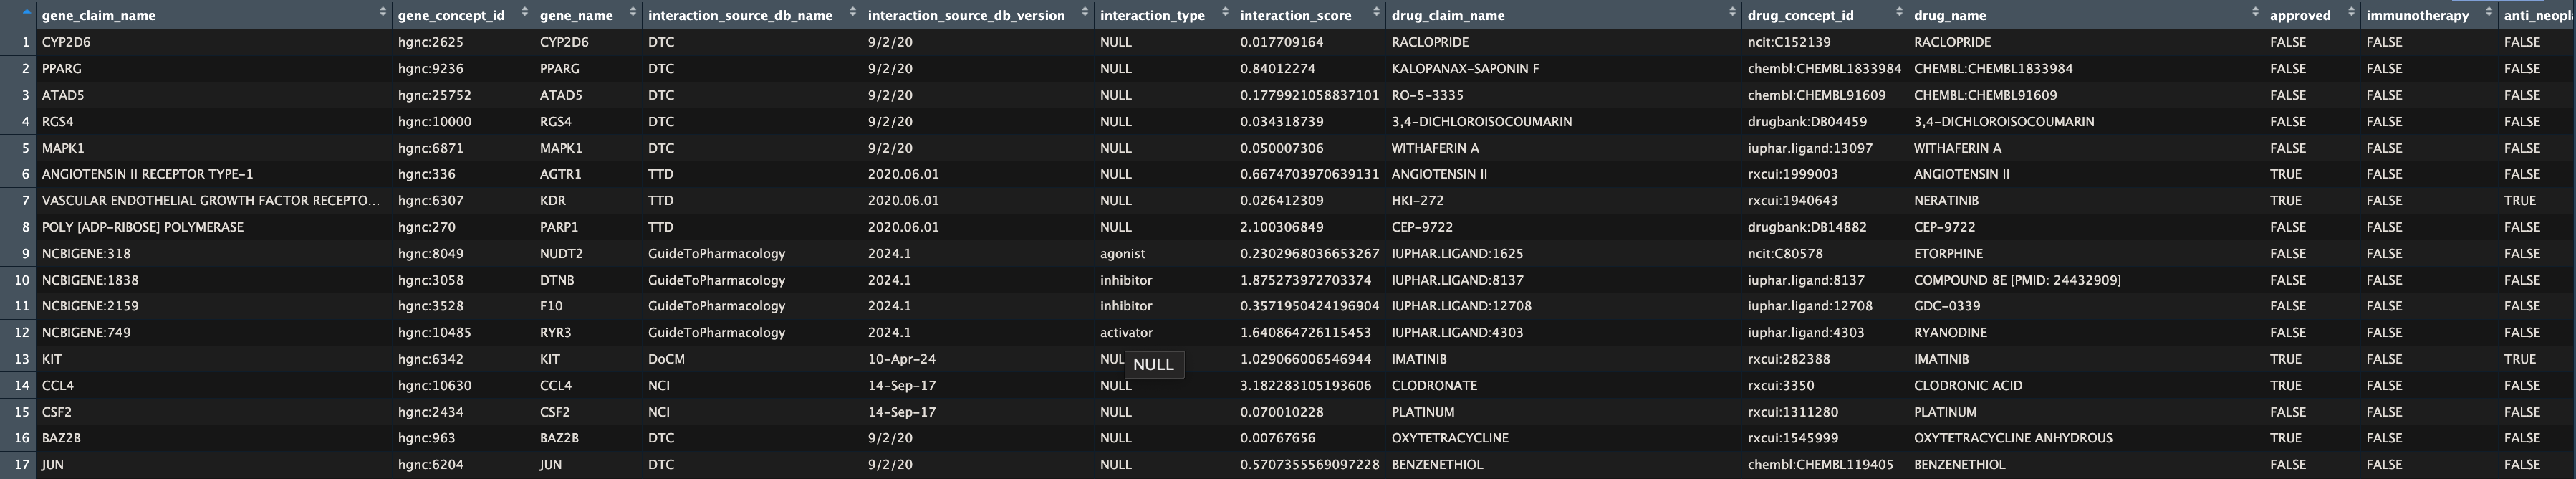 gene_claim_name gene_concept_id gene_name interaction_source_db_name interaction_source_db_version interaction_type interaction_score drug_claim_name drug_concept_id drug_name approved immunotherapy anti_neopl
1 CYP2D6 hgnc:2625 CYP2D6 DTC 9/2/20 NULL 0.017709164 RACLOPRIDE ncit:C152139 RACLOPRIDE FALSE FALSE FALSE
2 PPARG hgnc:9236 PPARG DTC 9/2/20 NULL 0.84012274 KALOPANAX-SAPONIN F chembl:CHEMBL1833984 CHEMBL:CHEMBL1833984 FALSE FALSE FALSE
3 ATAD5 hgnc:25752 ATAD5 DTC 9/2/20 NULL 0.1779921058837101 RO-5-3335 chembl:CHEMBL91609 CHEMBL:CHEMBL91609 FALSE FALSE FALSE
4 RGS4 hgnc:10000 RGS4 DTC 9/2/20 NULL 0.034318739 3,4-DICHLOROISOCOUMARIN drugbank:DB04459 3,4-DICHLOROISOCOUMARIN FALSE FALSE FALSE
5 MAPK1 hgnc:6871 MAPK1 DTC 9/2/20 NULL 0.050007306 WITHAFERIN A iuphar.ligand:13097 WITHAFERIN A FALSE FALSE FALSE
6 ANGIOTENSIN II RECEPTOR TYPE-1 hgnc:336 AGTR1 TTD 2020.06.01 NULL 0.6674703970639131 ANGIOTENSIN II rxcui:1999003 ANGIOTENSIN II TRUE FALSE FALSE
7 VASCULAR ENDOTHELIAL GROWTH FACTOR RECEPTO... hgnc:6307 KDR TTD 2020.06.01 NULL 0.026412309 HKI-272 rxcui:1940643 NERATINIB TRUE FALSE TRUE
8 POLY [ADP-RIBOSE] POLYMERASE hgnc:270 PARP1 TTD 2020.06.01 NULL 2.100306849 CEP-9722 drugbank:DB14882 CEP-9722 FALSE FALSE FALSE
9 NCBIGENE:318 hgnc:8049 NUDT2 GuideToPharmacology 2024.1 agonist 0.2302968036653267 IUPHAR.LIGAND:1625 ncit:C80578 ETORPHINE FALSE FALSE FALSE
10 NCBIGENE:1838 hgnc:3058 DTNB GuideToPharmacology 2024.1 inhibitor 1.875273972703374 IUPHAR.LIGAND:8137 iuphar.ligand:8137 COMPOUND 8E [PMID: 24432909] FALSE FALSE FALSE
11 NCBIGENE:2159 hgnc:3528 F10 GuideToPharmacology 2024.1 inhibitor 0.3571950424196904 IUPHAR.LIGAND:12708 iuphar.ligand:12708 GDC-0339 FALSE FALSE FALSE
12 NCBIGENE:749 hgnc:10485 RYR3 GuideToPharmacology 2024.1 activator 1.640864726115453 IUPHAR.LIGAND:4303 iuphar.ligand:4303 RYANODINE FALSE FALSE FALSE
13 KIT hgnc:6342 KIT DoCM 10-Apr-24 NUL 1.029066006546944 IMATINIB rxcui:282388 IMATINIB TRUE FALSE TRUE
NULL
14 CCL4 hgnc:10630 CCL4 NCI 14-Sep-17 NULL 3.182283105193606 CLODRONATE rxcui:3350 CLODRONIC ACID TRUE FALSE FALSE
15 CSF2 hgnc:2434 CSF2 NCI 14-Sep-17 NULL 0.070010228 PLATINUM rxcui:1311280 PLATINUM FALSE FALSE FALSE
16 BAZ2B hgnc:963 BAZ2B DTC 9/2/20 NULL 0.00767656 OXYTETRACYCLINE rxcui:1545999 OXYTETRACYCLINE ANHYDROUS TRUE FALSE FALSE
17 JUN hgnc:6204 JUN DTC 9/2/20 NULL 0.5707355569097228 BENZENETHIOL chembl:CHEMBL119405 BENZENETHIOL FALSE FALSE FALSE